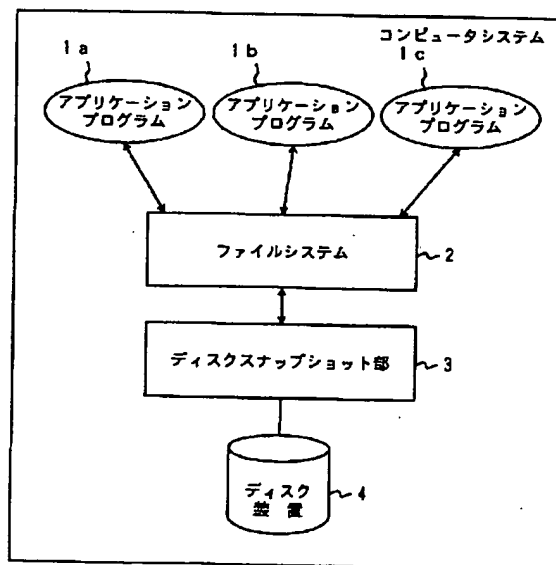 コンピュータシステム
1a
1b
1c
アプリケーション
プログラム
アプリケーション
プログラム
アプリケーション
プログラム
ファイルシステム
2
ディスクスナップショット部
3
ディスク
装置
4